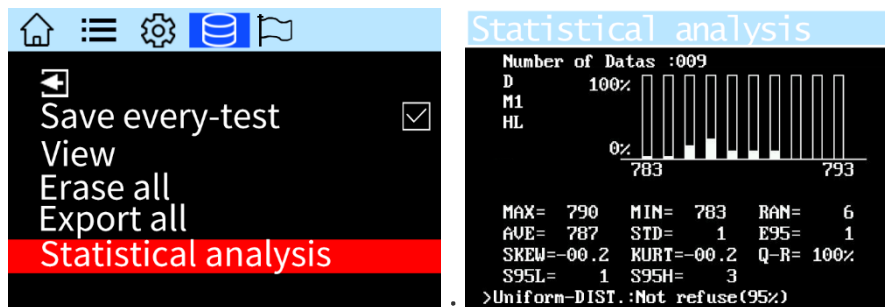 Save every-test
View
Erase all
Export all
Statistical analysis
.
Statistical analysis
Number of Datas :009
D
100%
M1
HL
0%
783 793
MAX= 790 MIN= 783 RAN= 6
AVE= 787 STD= 1 E95= 1
SKEW=-00.2 KURT=-00.2 Q-R= 100%
S95L= 1 S95H= 3
>Uniform-DIST.:Not refuse(95%)